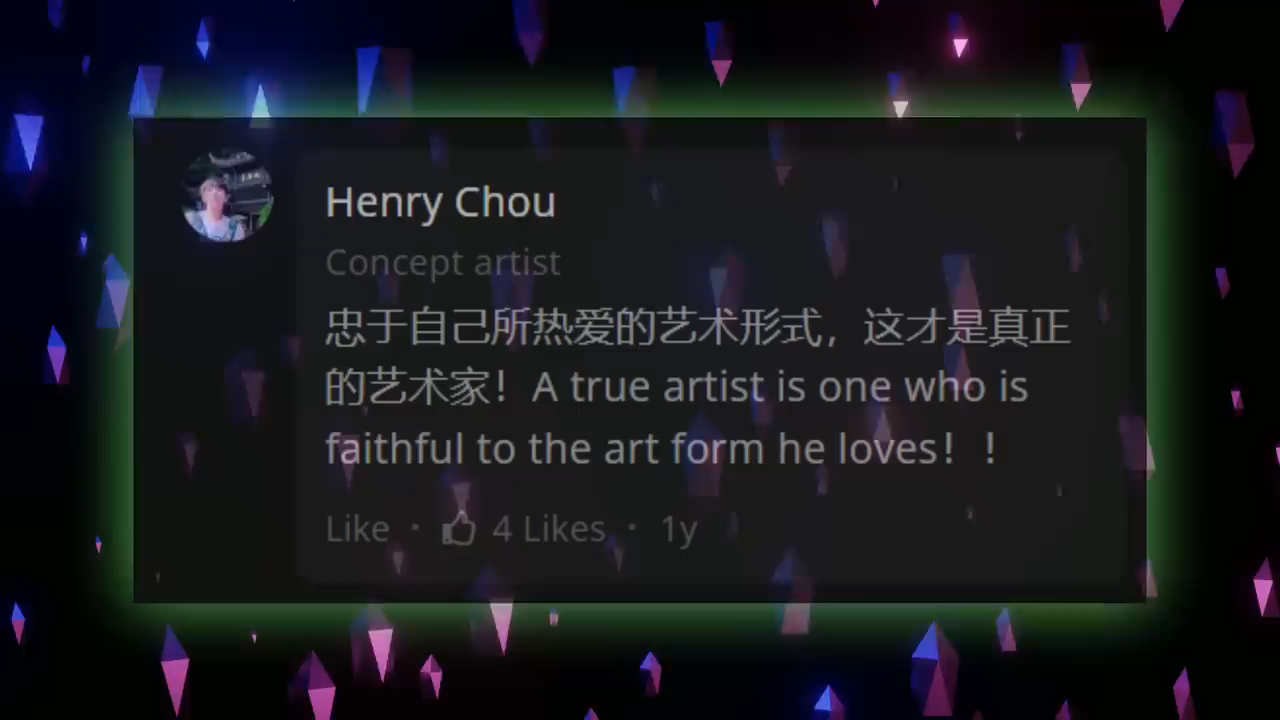 Henry Chou
Concept artist
忠于自己所热爱的艺术形式，这才是真正
的艺术家！A true artist is one who is
faithful to the art form he loves！！
Like · 4 Likes · 1y